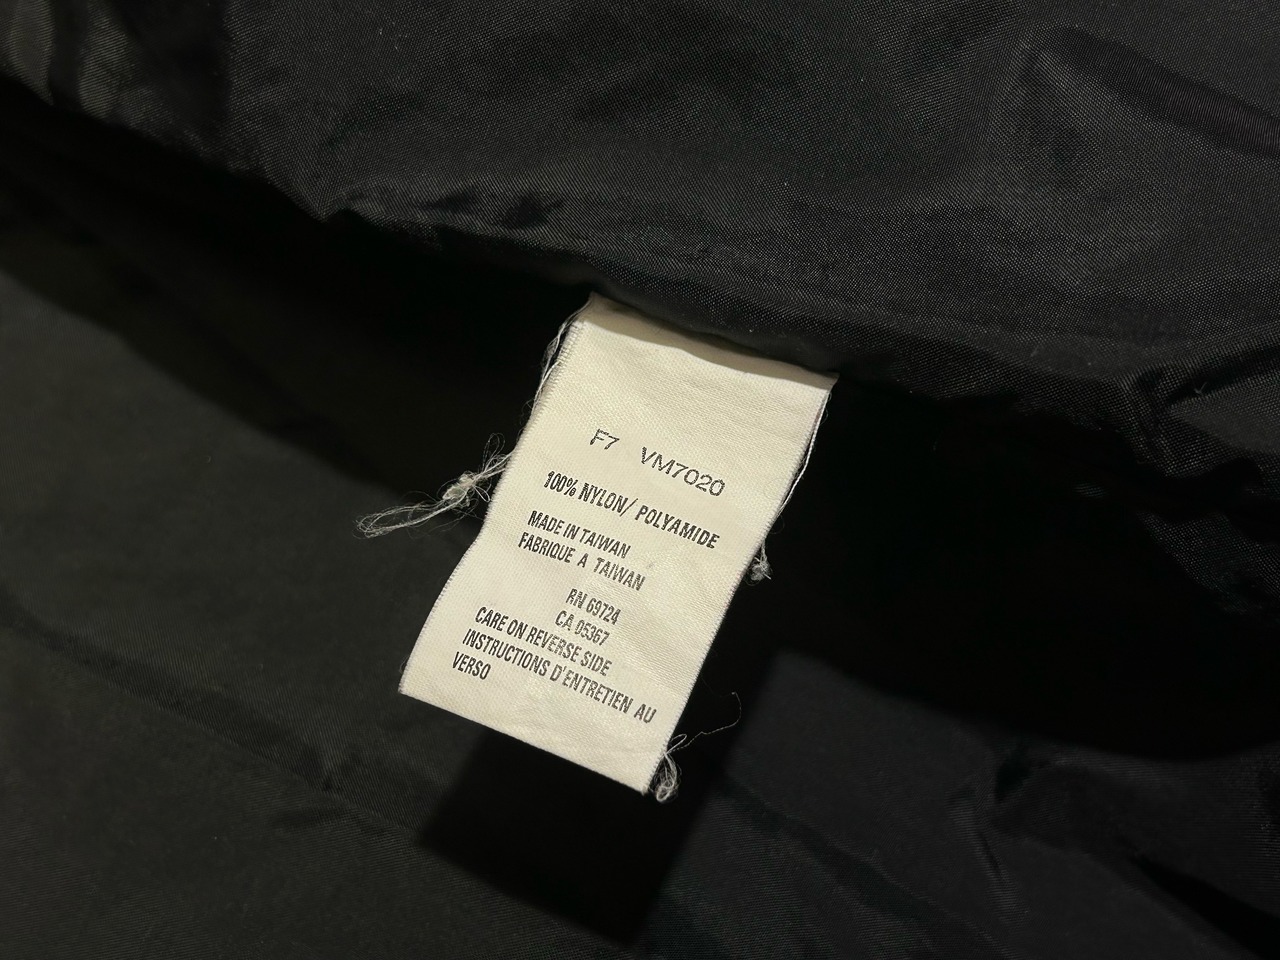 F7 VM7020
100% NYLON/ POLYAMIDE
MADE IN TAIWAN
FABRIQUE A TAIWAN
RN 69724
CA 05367
CARE ON REVERSE SIDE
INSTRUCTIONS D'ENTRETIEN AU
VERSO